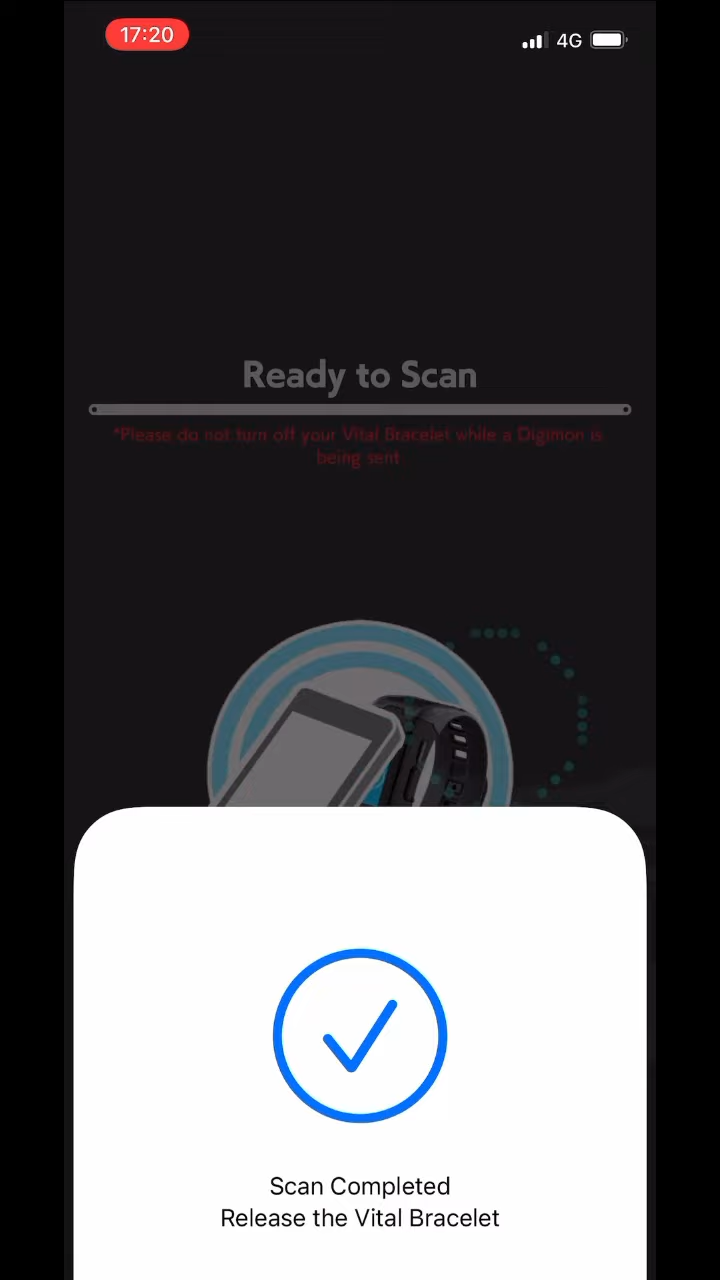 17:20
4G
Ready to Scan
*Please do not turn off your Vital Bracelet while a Digimon is
being sent
Scan Completed
Release the Vital Bracelet